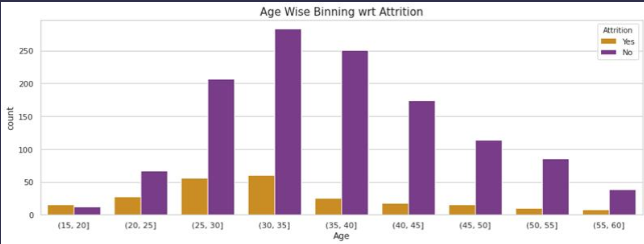 Age Wise Binning wrt Attrition
Attrition
Yes
No
count
250
200
150
100
50
0
(15, 20] (20, 25] (25, 30] (30, 35] (35, 40] (40, 45] (45, 50] (50, 55] (55, 60]
Age